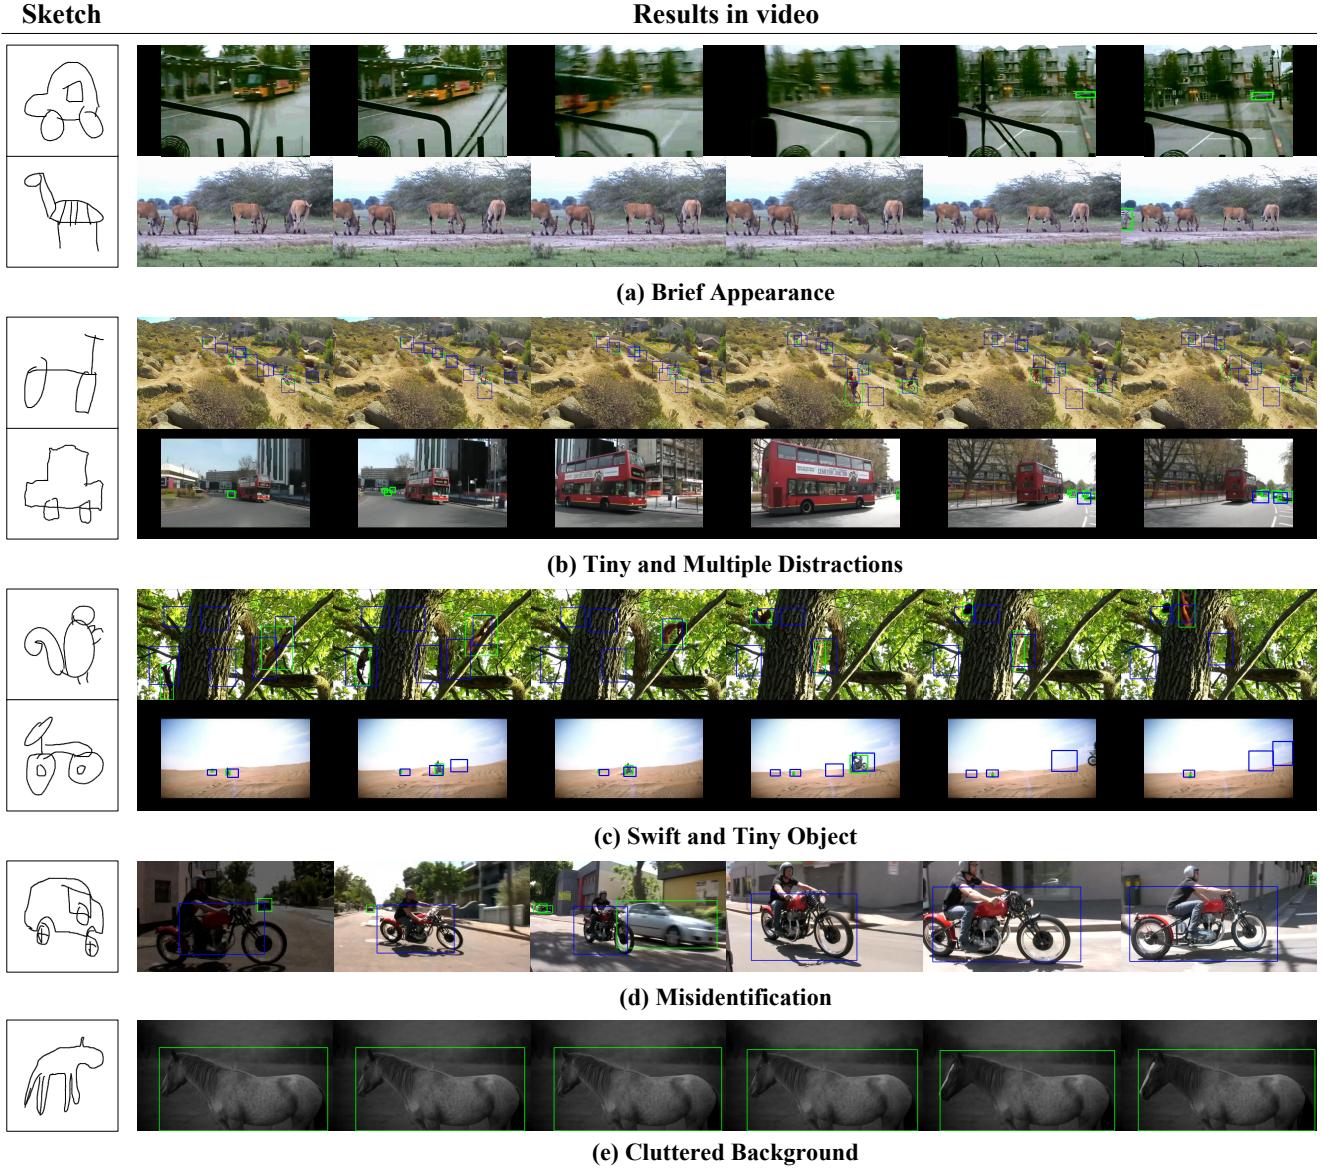 Sketch
Results in video
(a) Brief Appearance
(b) Tiny and Multiple Distractions
(c) Swift and Tiny Object
(d) Misidentification
(e) Cluttered Background